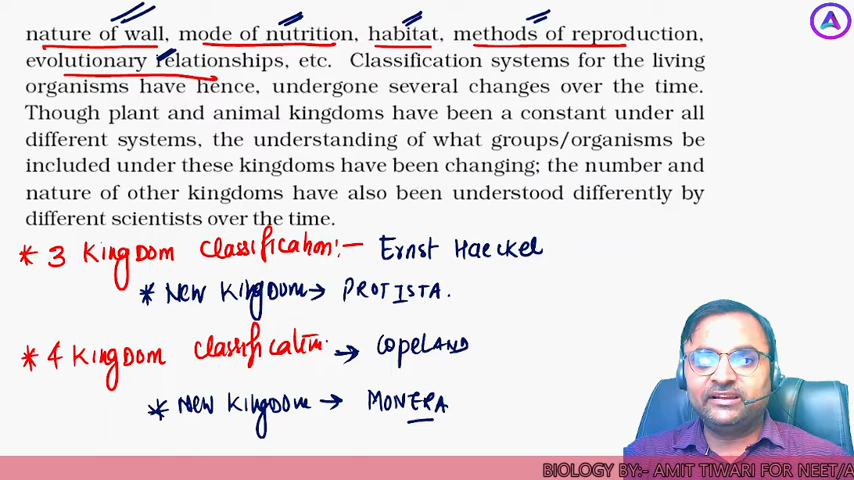 nature of wall, mode of nutrition, habitat, methods of reproduction,
evolutionary relationships, etc. Classification systems for the living
organisms have hence, undergone several changes over the time.
Though plant and animal kingdoms have been a constant under all
different systems, the understanding of what groups/organisms be
included under these kingdoms have been changing; the number and
nature of other kingdoms have also been understood differently by
different scientists over the time.
* 3 KingDom Classification:- Ernst Haeckel
* New Kingdom → PROTISTA.
* 4 KingDom Classification → CopeLAND
* New Kingdom → MONERA
BIOLOGY BY:- AMIT TIWARI FOR NEET/A